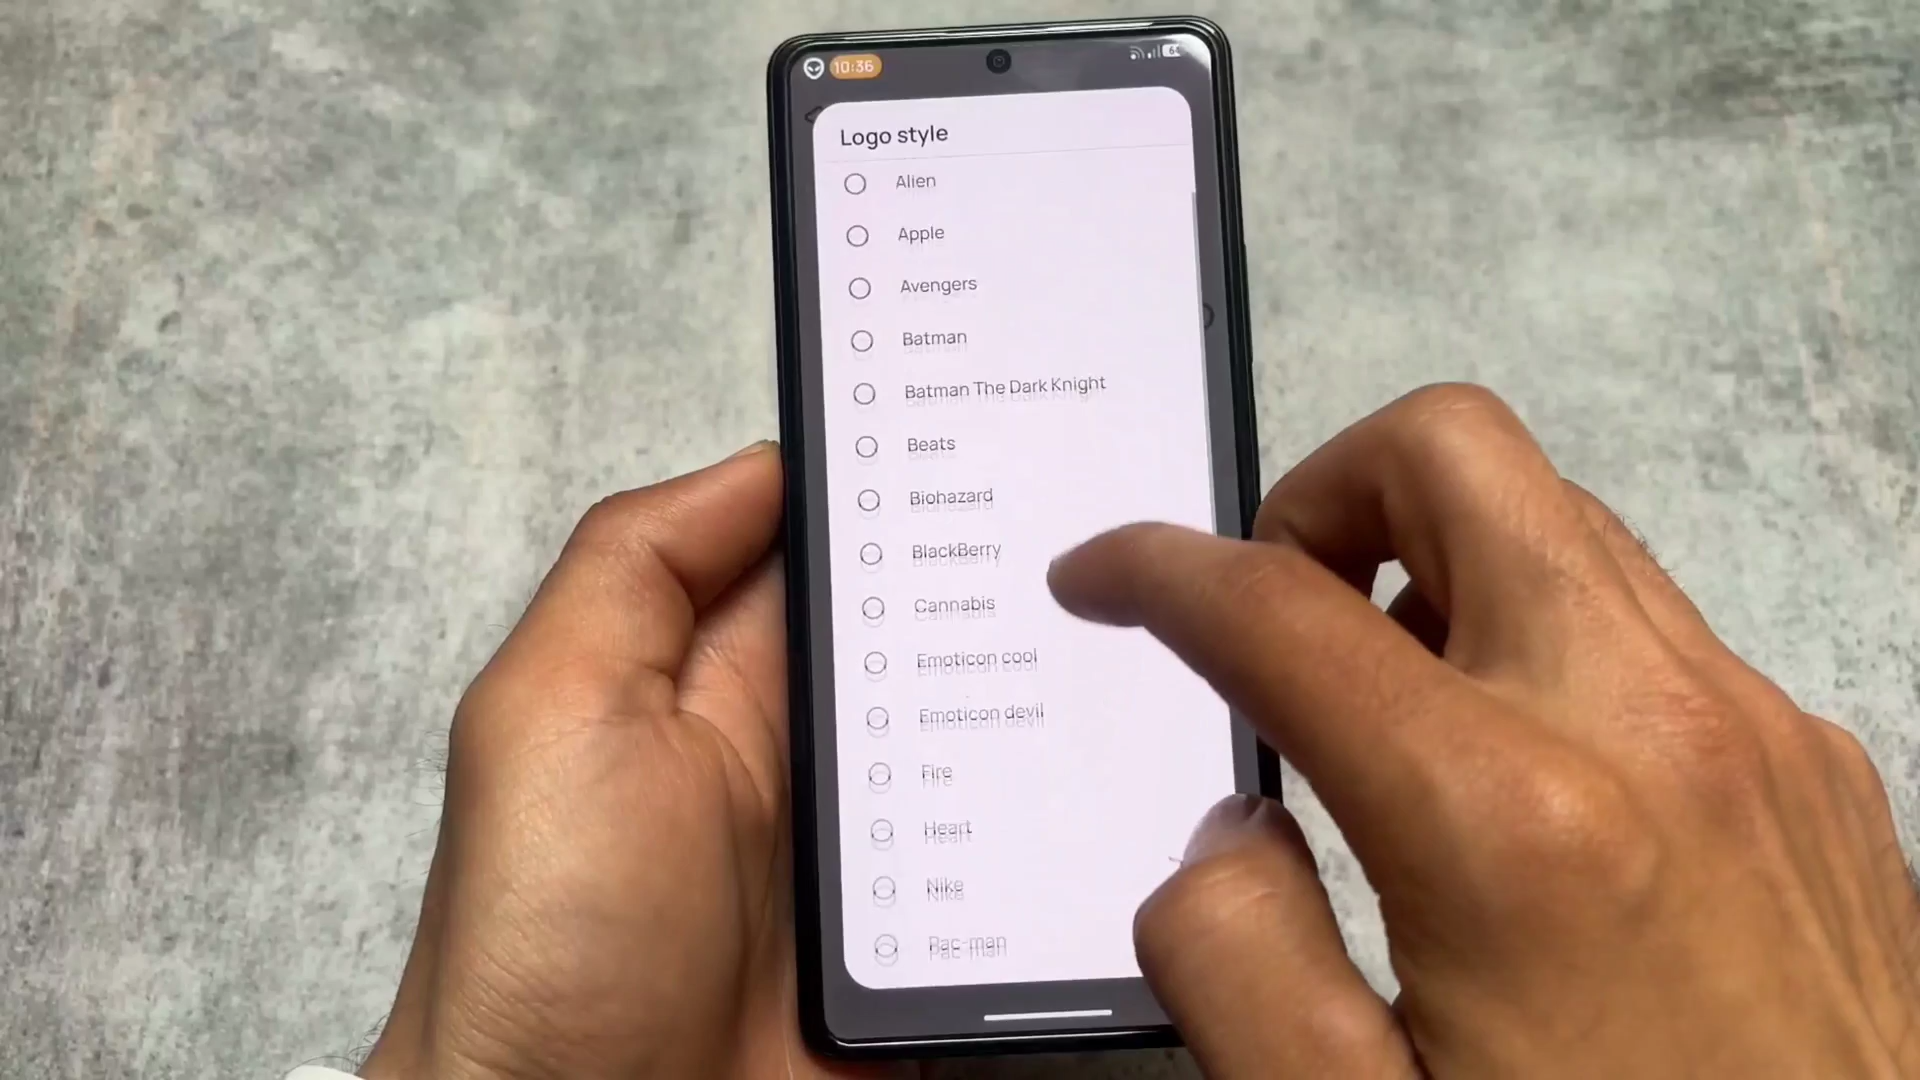 10:36
Logo style
Alien
Apple
Avengers
Batman
Batman The Dark Knight
Beats
Biohazard
BlackBerry
Cannabis
Emoticon cool
Emoticon devil
Fire
Heart
Nike
Pac-man